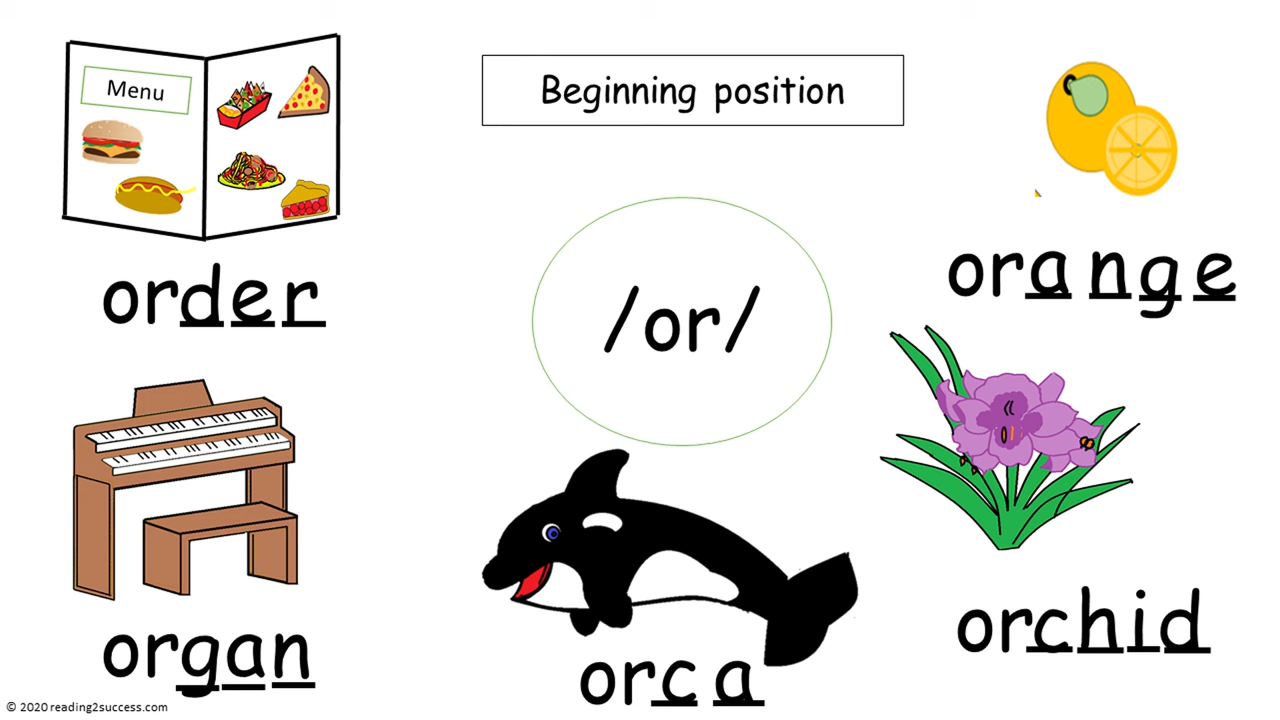 Menu
Beginning position
order
/or/
orange
organ
orca
orchid
© 2020 reading2success.com